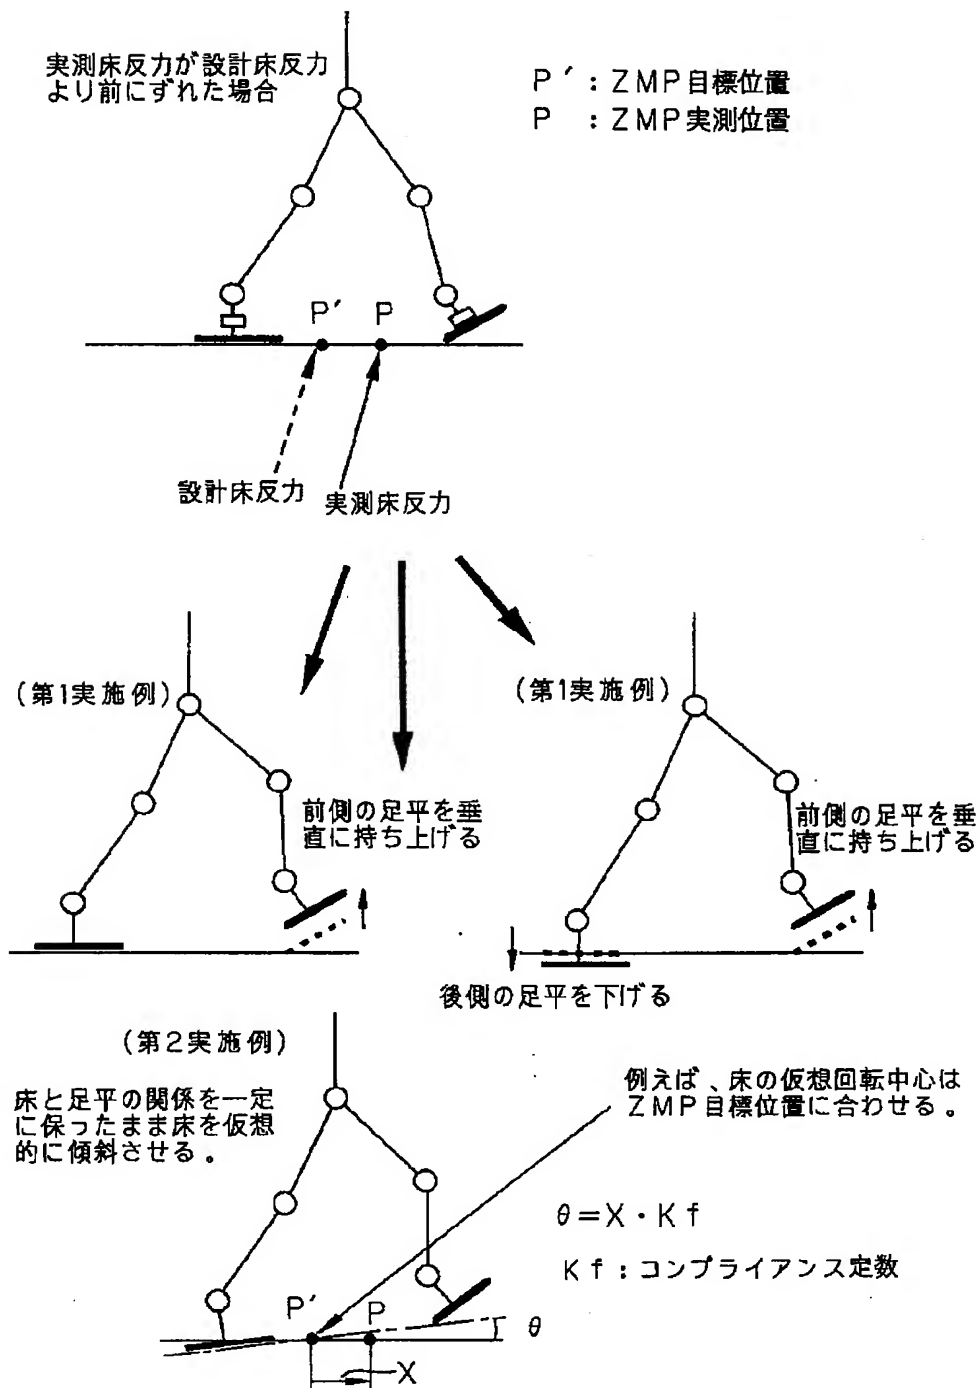 実測床反力が設計床反力
より前にずれた場合
P′：ZMP目標位置
P ：ZMP実測位置
P′
P
設計床反力
実測床反力
(第1実施例)
(第1実施例)
前側の足平を垂
直に持ち上げる
前側の足平を垂
直に持ち上げる
後側の足平を下げる
(第2実施例)
床と足平の関係を一定
に保ったまま床を仮想
的に傾斜させる。
例えば、床の仮想回転中心は
ZMP目標位置に合わせる。
θ=X・Kf
Kf：コンプライアンス定数
P′
P
θ
X